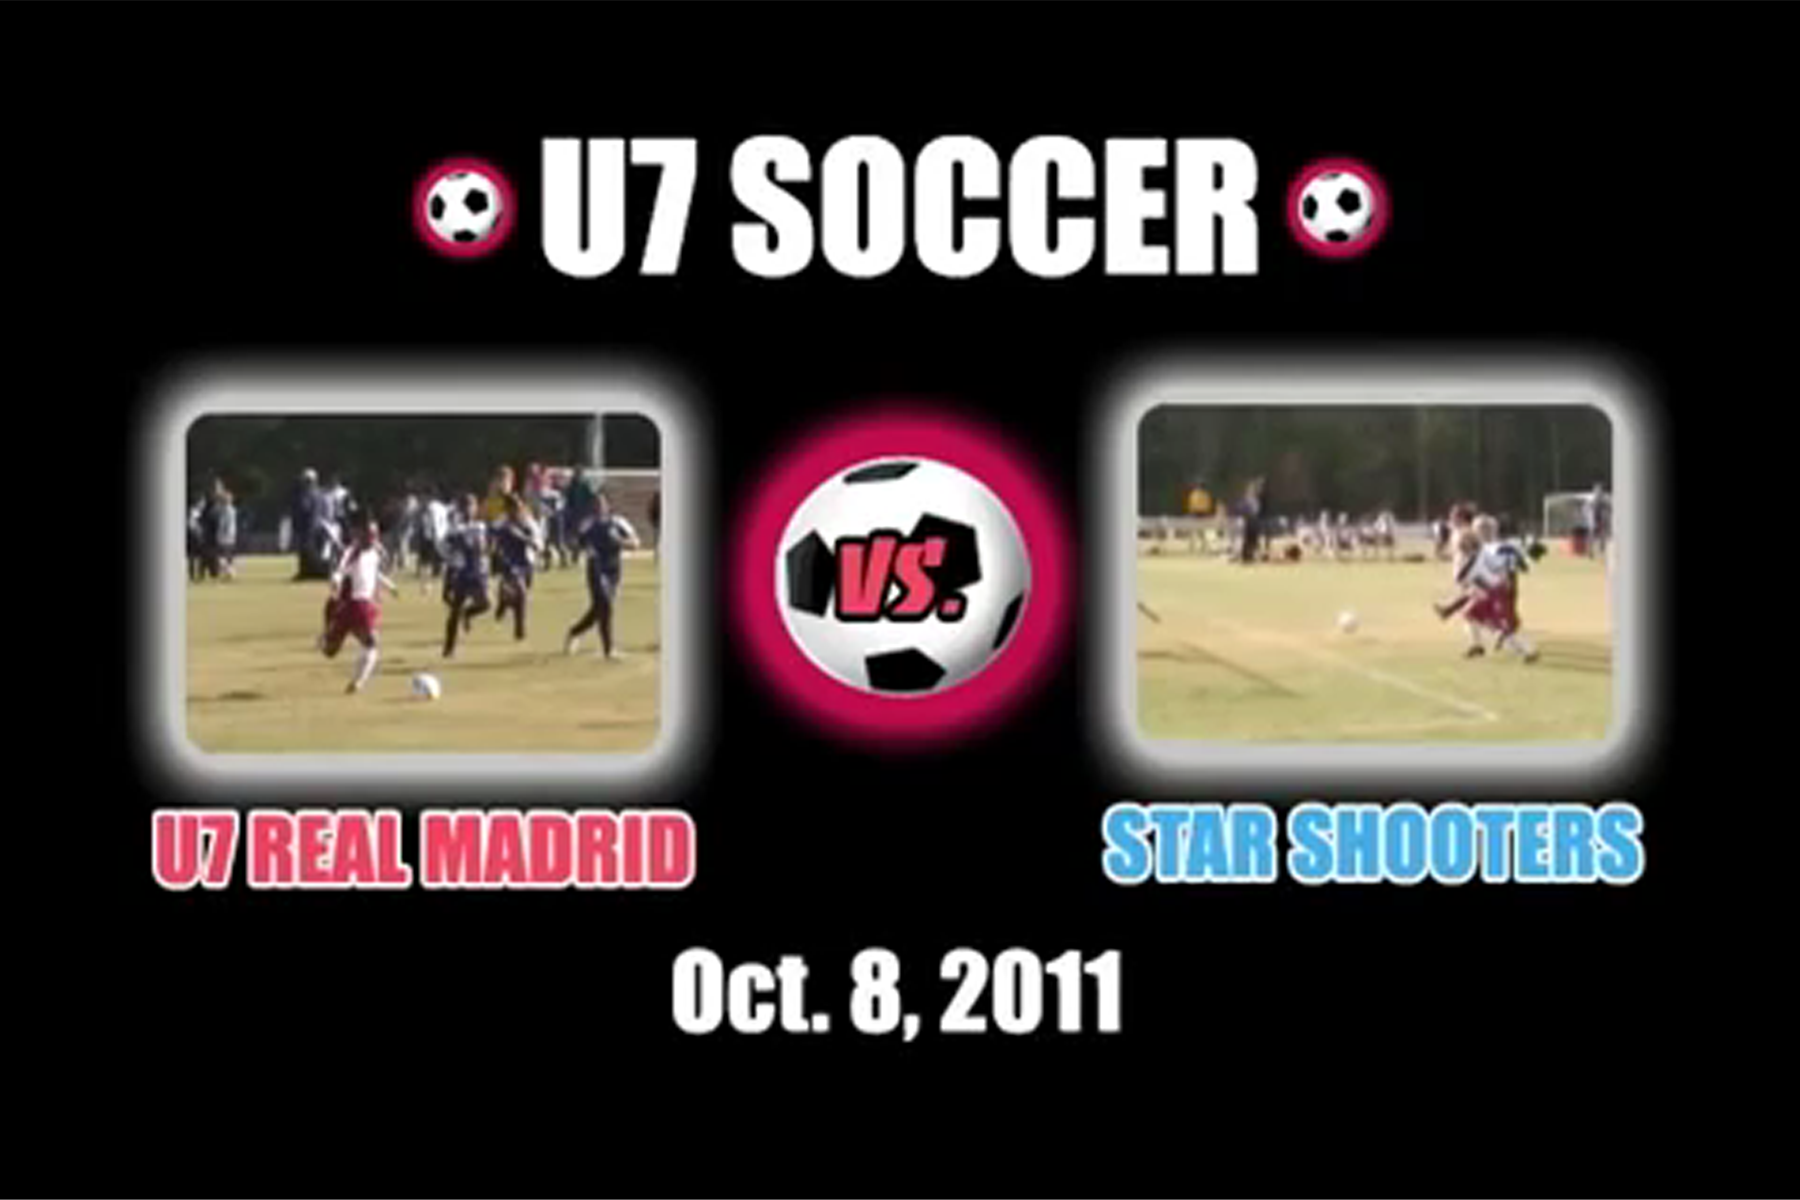 U7 SOCCER
VS.
U7 REAL MADRID
STAR SHOOTERS
Oct. 8, 2011